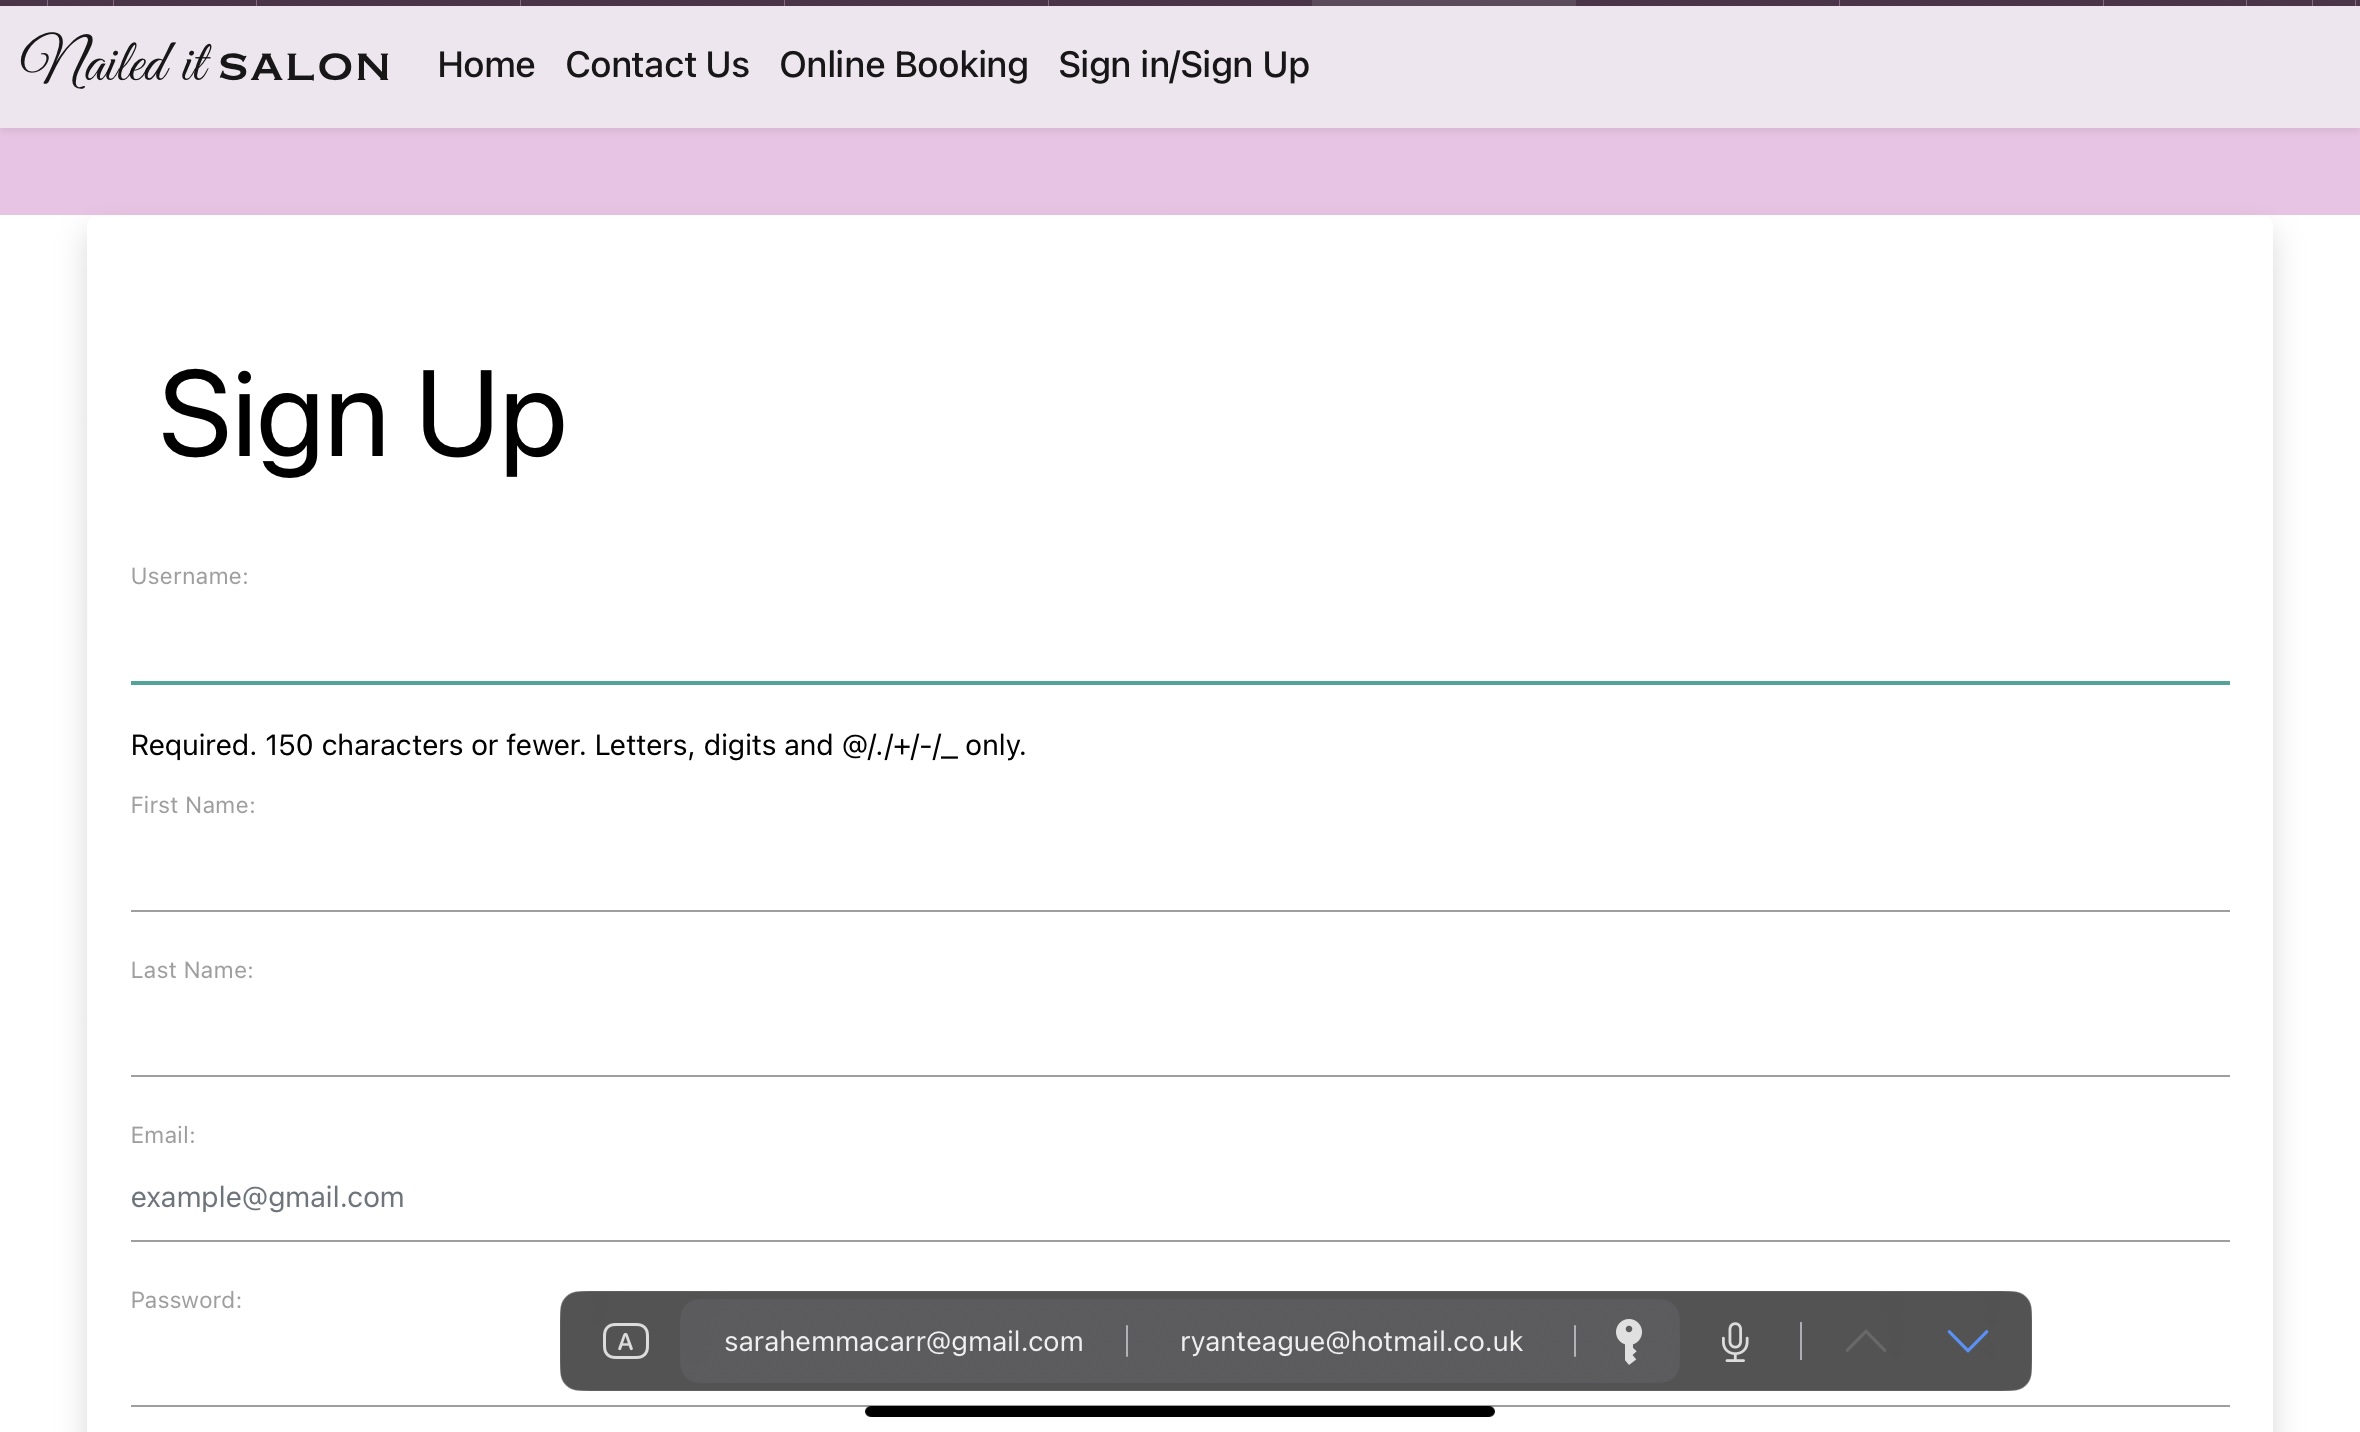 Nailed it SALON Home Contact Us Online Booking Sign in/Sign Up
Sign Up
Username:
Required. 150 characters or fewer. Letters, digits and @/./+/-/_ only.
First Name:
Last Name:
Email:
example@gmail.com
Password:
A sarahemmacarr@gmail.com ryanteague@hotmail.co.uk